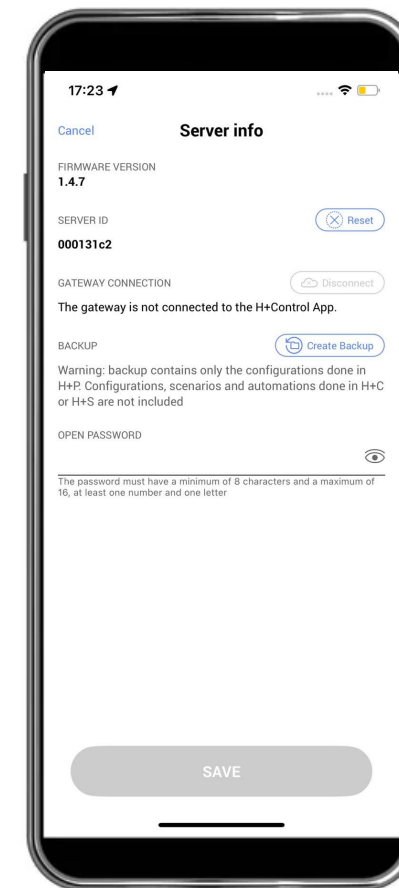 17:23
Cancel
Server info
FIRMWARE VERSION
1.4.7
SERVER ID
Reset
000131c2
GATEWAY CONNECTION
Disconnect
The gateway is not connected to the H+Control App.
BACKUP
Create Backup
Warning: backup contains only the configurations done in
H+P. Configurations, scenarios and automations done in H+C
or H+S are not included
OPEN PASSWORD
The password must have a minimum of 8 characters and a maximum of
16, at least one number and one letter
SAVE